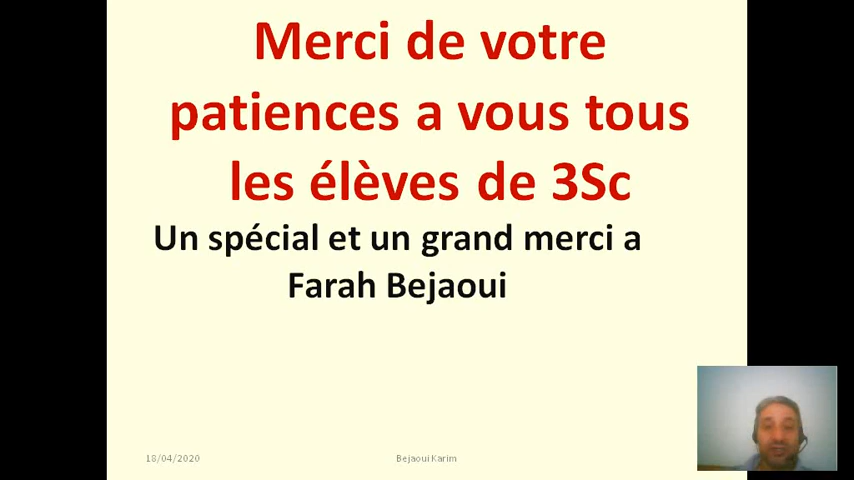 Merci de votre
patiences a vous tous
les élèves de 3Sc
Un spécial et un grand merci a
Farah Bejaoui
18/04/2020
Bejaoui Karim